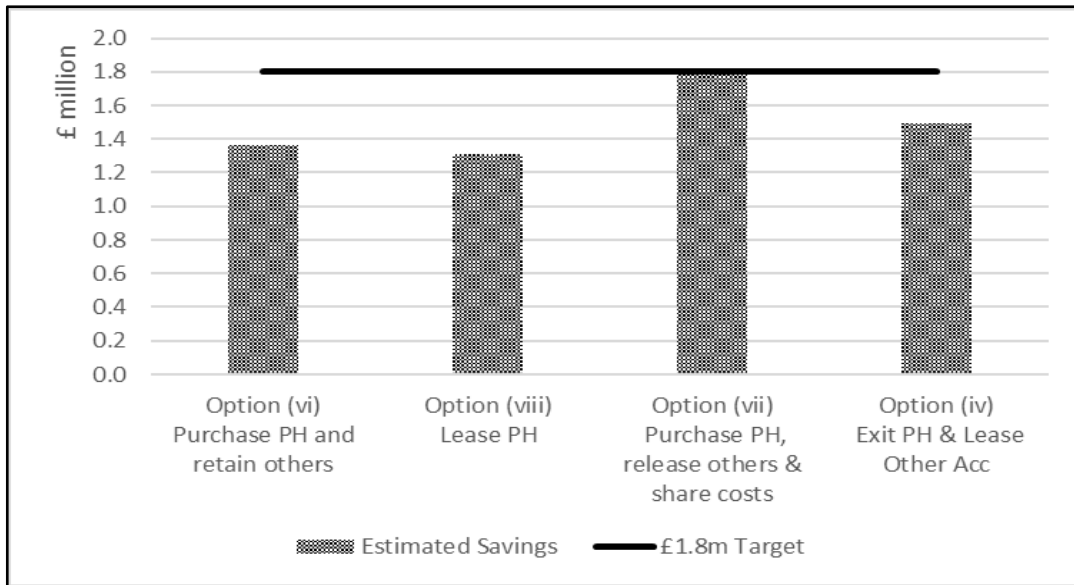 £ million
2.0
1.8
1.6
1.4
1.2
1.0
0.8
0.6
0.4
0.2
0.0
Option (vi)
Purchase PH and
retain others
Option (viii)
Lease PH
Option (vii)
Purchase PH,
release others &
share costs
Option (iv)
Exit PH & Lease
Other Acc
Estimated Savings
£1.8m Target